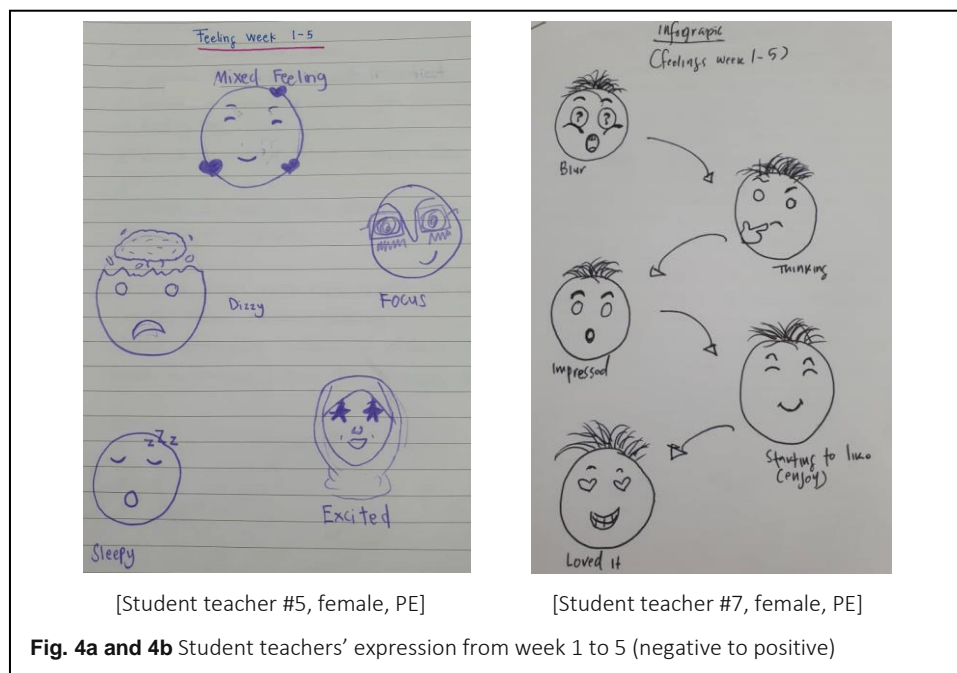 Feeling week 1-5
Mixed Feeling
Focus
Dizzy
zZzz
Sleepy
Excited
Infograpic
(feelings week 1-5)
Blur
Thinking
Impressed
Starting to like
(enjoy)
Loved it
[Student teacher #5, female, PE]
[Student teacher #7, female, PE]
Fig. 4a and 4b Student teachers' expression from week 1 to 5 (negative to positive)